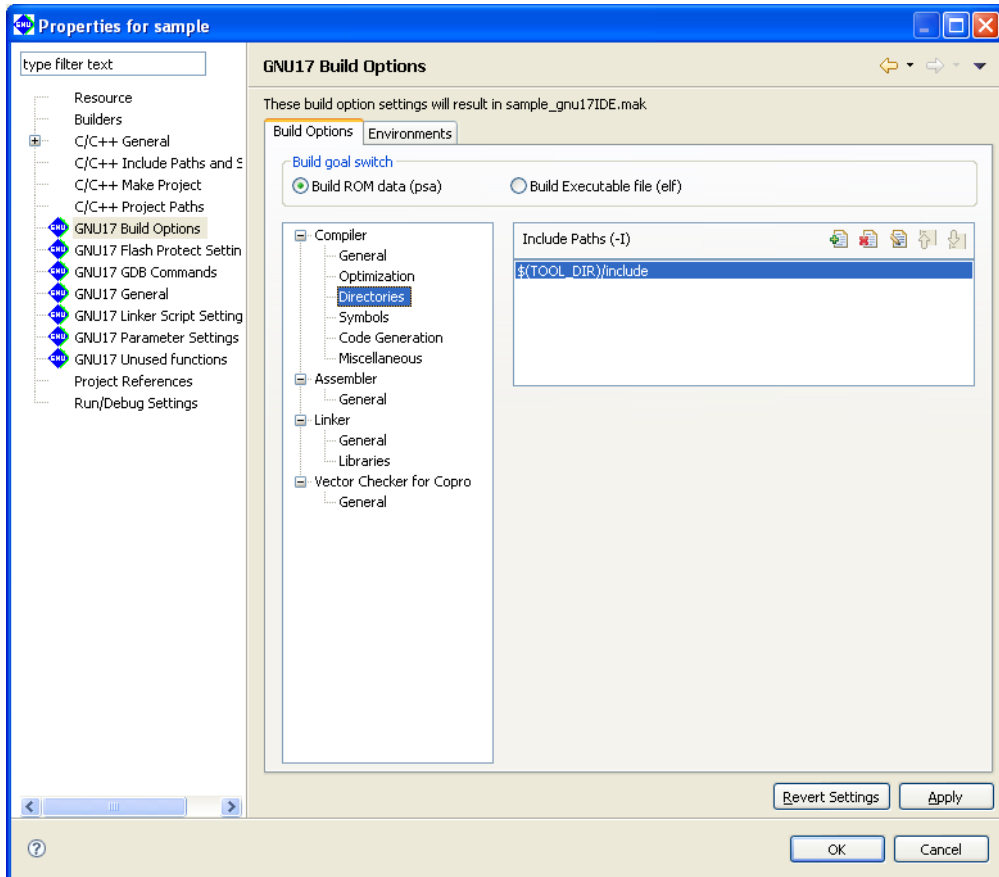 Properties for sample
type filter text
Resource
Builders
C/C++ General
C/C++ Include Paths and S
C/C++ Make Project
C/C++ Project Paths
GNU17 Build Options
GNU17 Flash Protect Settin
GNU17 GDB Commands
GNU17 General
GNU17 Linker Script Setting
GNU17 Parameter Settings
GNU17 Unused functions
Project References
Run/Debug Settings
GNU17 Build Options
These build option settings will result in sample_gnu17IDE.mak
Build Options Environments
Build goal switch
Build ROM data (psa) Build Executable file (elf)
Compiler
General
Optimization
Directories
Symbols
Code Generation
Miscellaneous
Assembler
General
Linker
General
Libraries
Vector Checker for Copro
General
Include Paths (-I)
$(TOOL_DIR)/include
Revert Settings Apply
OK Cancel